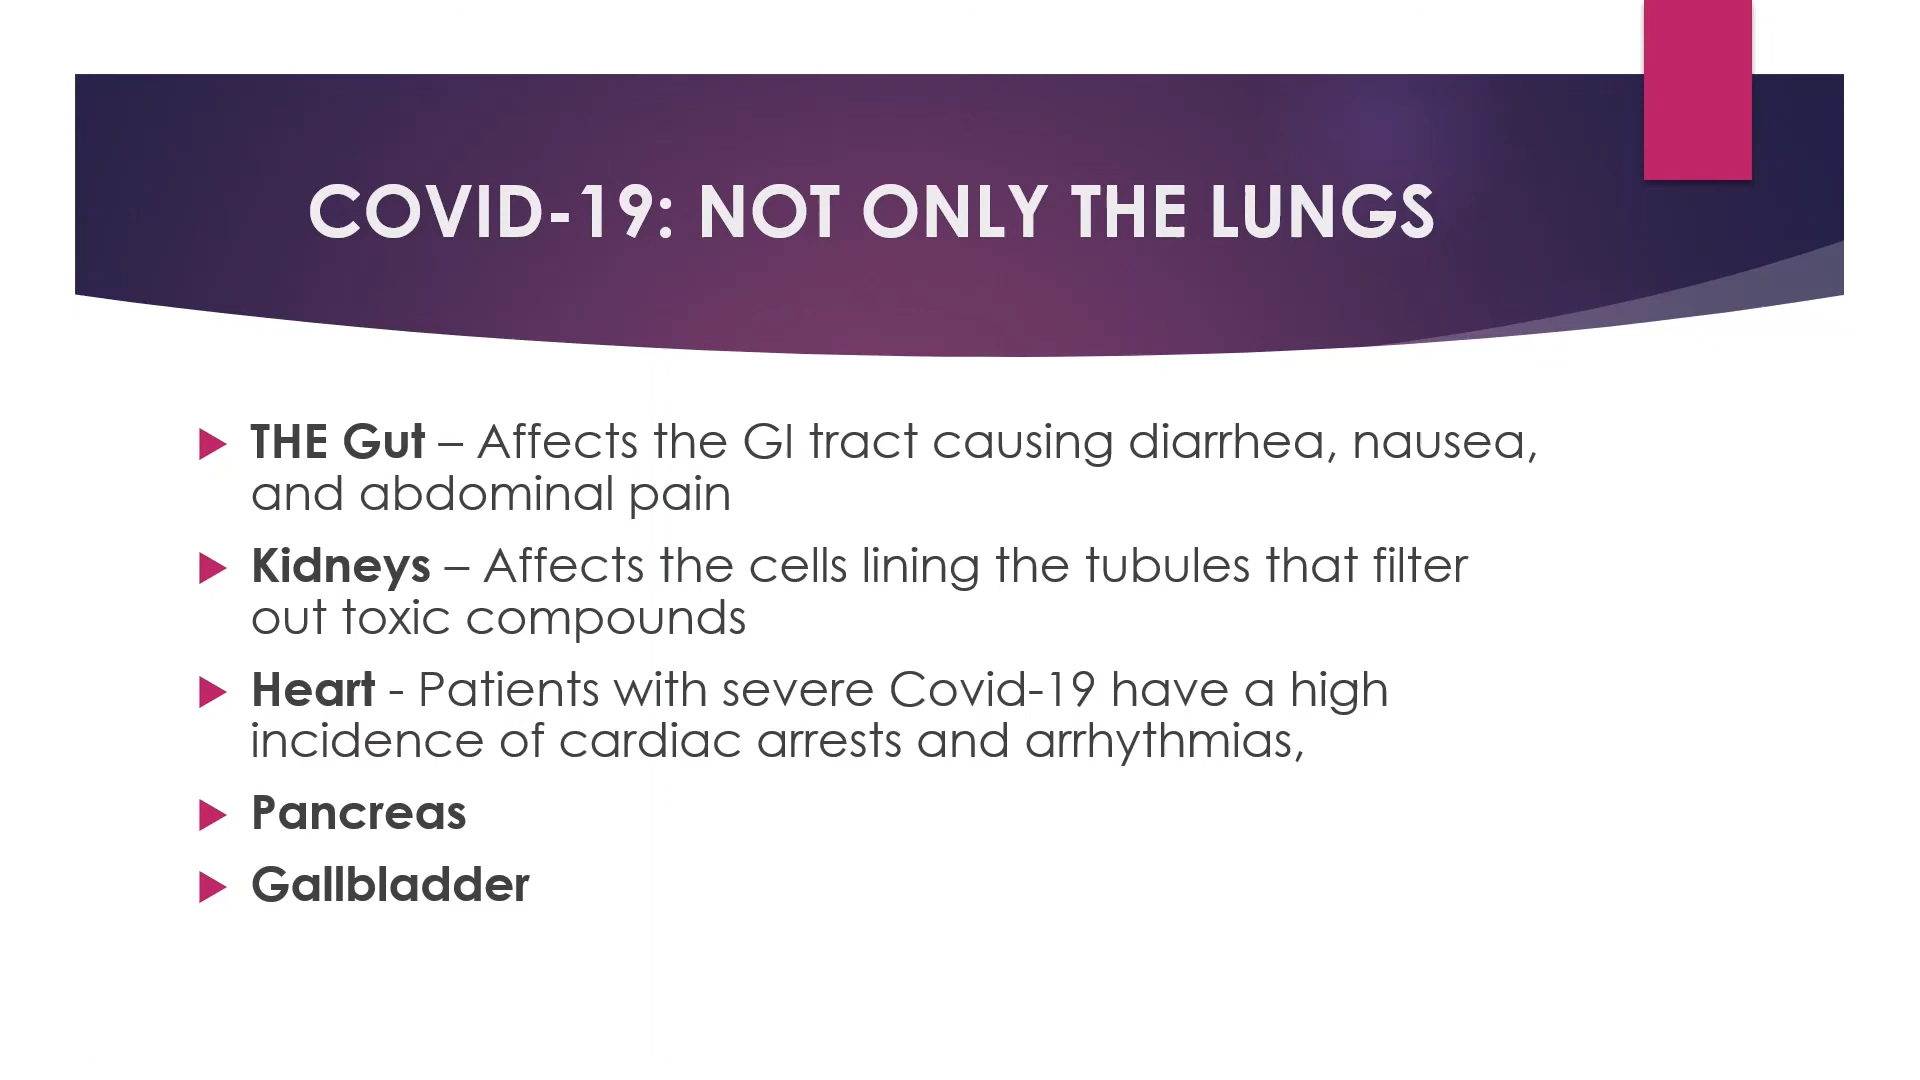 COVID-19: NOT ONLY THE LUNGS
THE Gut – Affects the GI tract causing diarrhea, nausea,
and abdominal pain
Kidneys – Affects the cells lining the tubules that filter
out toxic compounds
Heart - Patients with severe Covid-19 have a high
incidence of cardiac arrests and arrhythmias,
Pancreas
Gallbladder